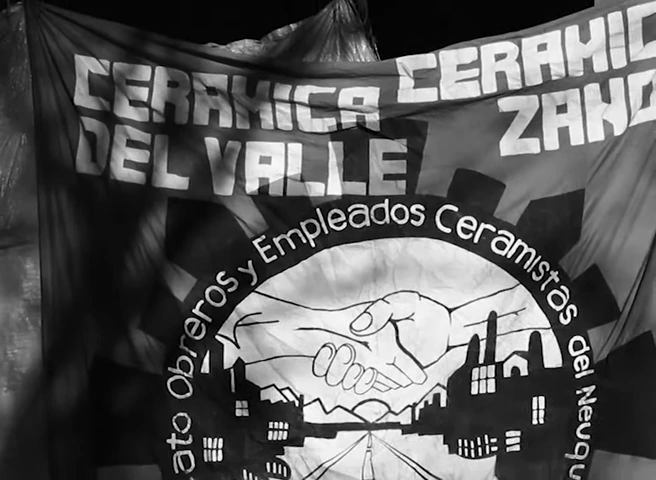 CERAMICA
DEL VALLE
CERAMIC
ZANO
ato Obreros y Empleados Ceramistas del Neuqu